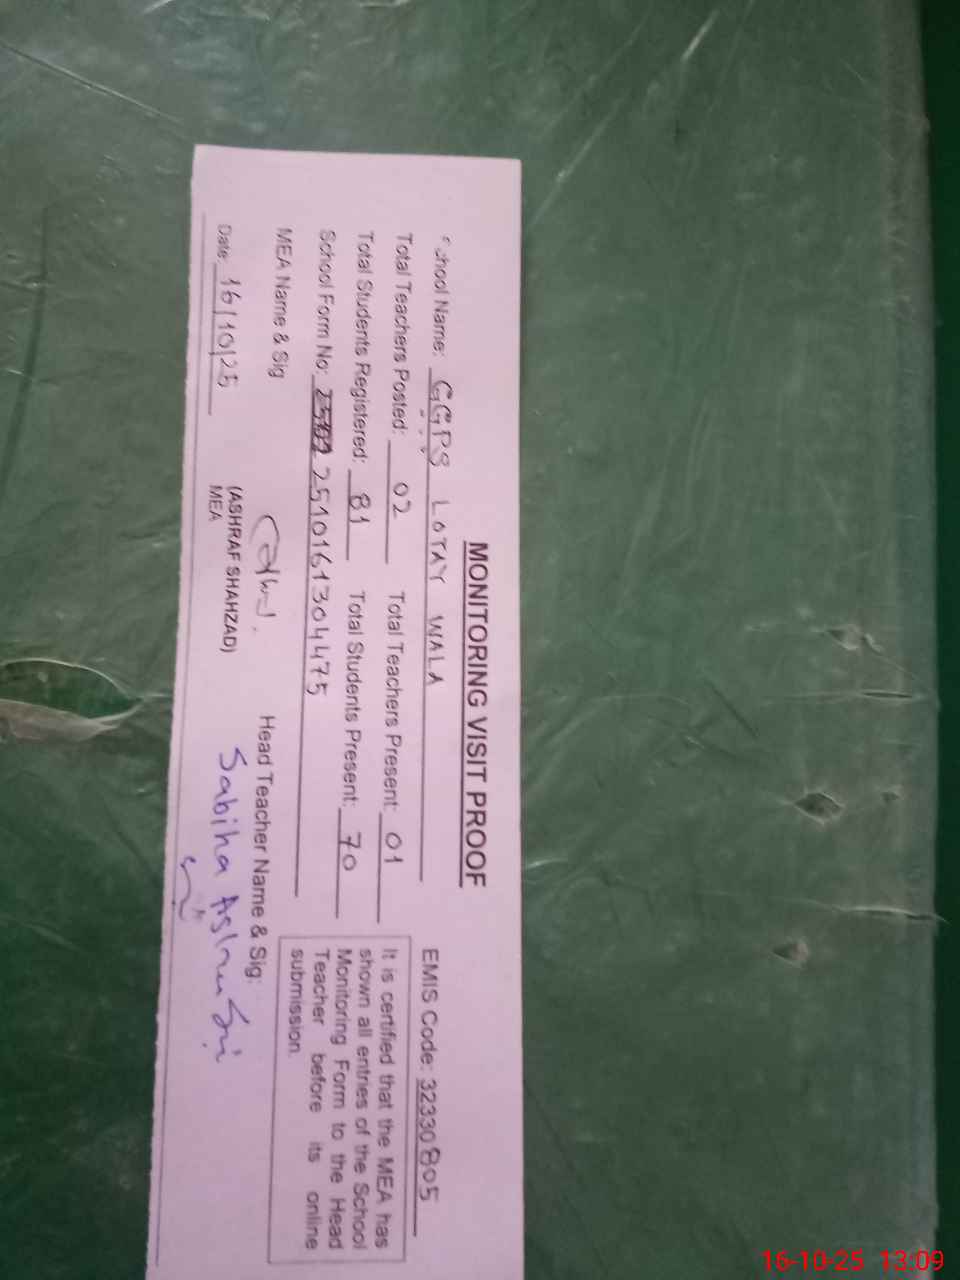 MONITORING VISIT PROOF
School Name: GGPS LOTAY WALA EMIS Code: 32330805
Total Teachers Posted: 02 Total Teachers Present: 01
Total Students Registered: 81 Total Students Present: 70
School Form No: 2510161304475
It is certified that the MEA has
shown all entries of the School
Monitoring Form to the Head
Teacher before its online
submission.
MEA Name & Sig Head Teacher Name & Sig:
(ASHRAF SHAHZAD)
MEA
Sabiha Aslam
Date: 16/10/25
16-10-25 13:09